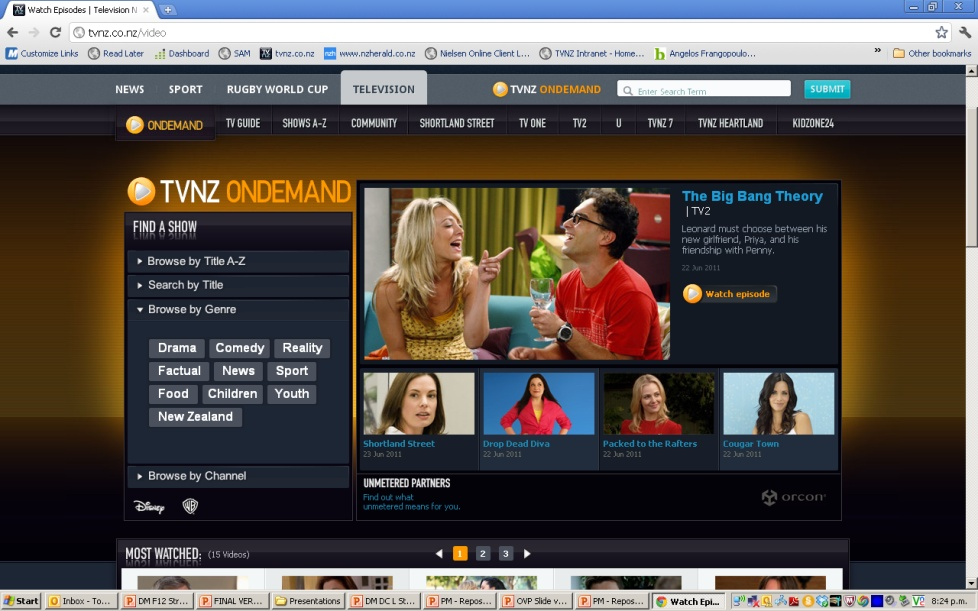 Watch Episodes | Television N
tvnz.co.nz/video
Customize Links Read Later Dashboard SAM tvnz.co.nz www.nzherald.co.nz Nielsen Online Client L... TVNZ Intranet - Home... Angelos Frangopoulo... » Other bookmarks
NEWS SPORT RUGBY WORLD CUP TELEVISION TVNZ ONDEMAND Enter Search Term SUBMIT
ONDEMAND TV GUIDE SHOWS A-Z COMMUNITY SHORTLAND STREET TV ONE TV2 U TVNZ 7 TVNZ HEARTLAND KIDZONE24
TVNZ ONDEMAND
FIND A SHOW
Browse by Title A-Z
Search by Title
Browse by Genre
Drama Comedy Reality
Factual News Sport
Food Children Youth
New Zealand
Browse by Channel
Disney WB
The Big Bang Theory
| TV2
Leonard must choose between his
new girlfriend, Priya, and his
friendship with Penny.
22 Jun 2011
Watch episode
Shortland Street Drop Dead Diva Packed to the Rafters Cougar Town
23 Jun 2011 22 Jun 2011 22 Jun 2011 22 Jun 2011
UNMETERED PARTNERS
Find out what
unmetered means for you.
orcon
MOST WATCHED: (15 Videos) 1 2 3
Start Inbox - To... DM F12 Str... FINAL VER... Presentations DM DC L St... PM - Repos... OVP Slide v... PM - Repos... Watch Epi... 8:24 p.m.